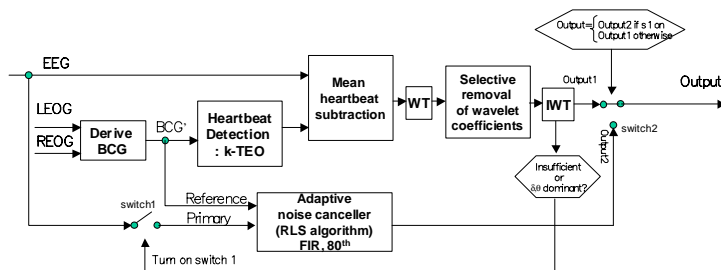 Output= Output2 if s 1 on
Output1 otherwise
EEG
LEOG
REOG
Derive
BCG
BCG'
Heartbeat
Detection
: k-TEO
Mean
heartbeat
subtraction
WT
Selective
removal
of wavelet
coefficients
IWT
Output1
Output
switch2
Output2
Insufficient
or
δθ dominant?
Reference
Primary
switch1
Adaptive
noise canceller
(RLS algorithm)
FIR, 80th
Turn on switch 1